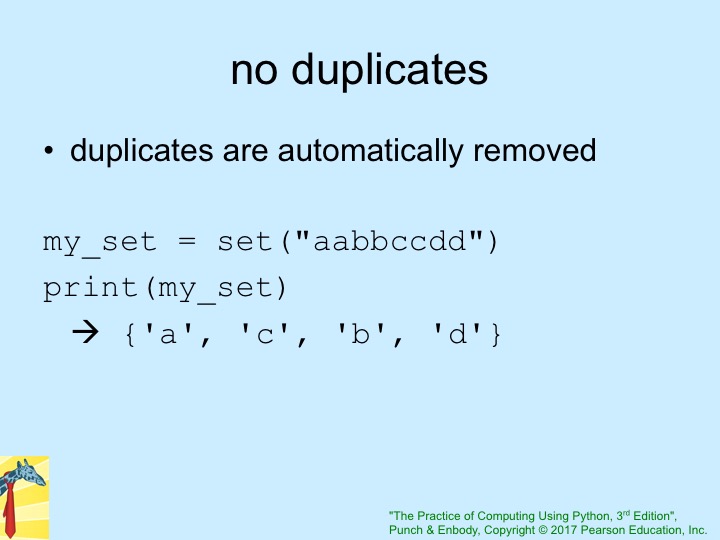 no duplicates
• duplicates are automatically removed
my_set = set("aabbccdd")
print(my_set)
→ {'a', 'c', 'b', 'd'}
"The Practice of Computing Using Python, 3rd Edition",
Punch & Enbody, Copyright © 2017 Pearson Education, Inc.